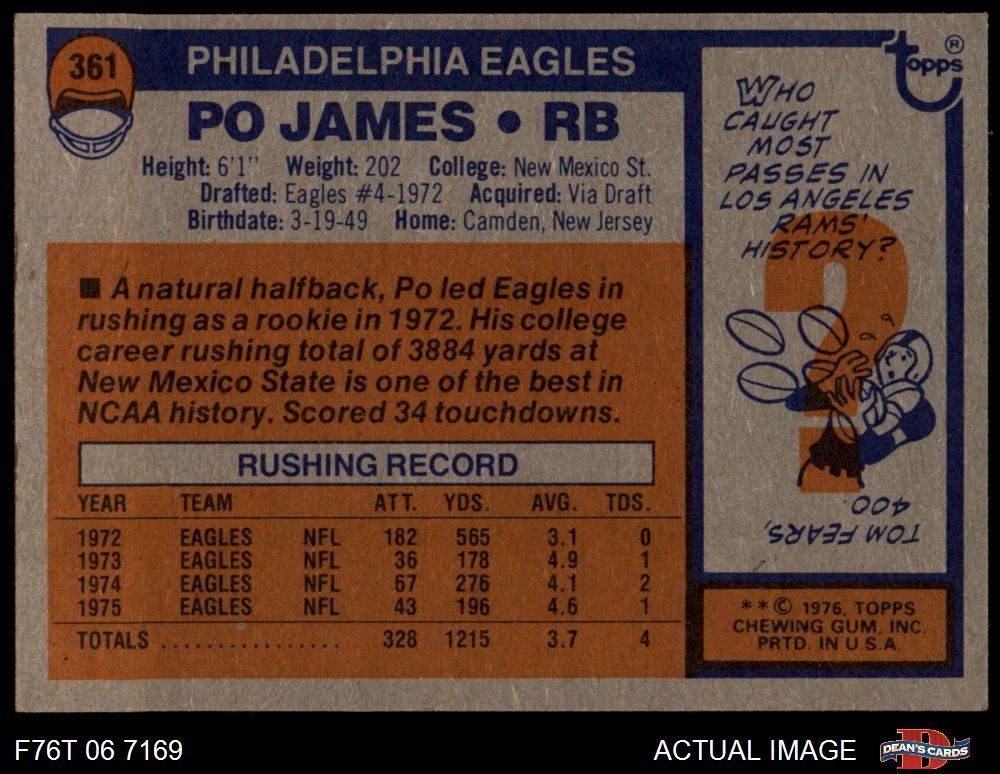 361
PHILADELPHIA EAGLES
PO JAMES • RB
Height: 6'1" Weight: 202 College: New Mexico St.
Drafted: Eagles #4-1972 Acquired: Via Draft
Birthdate: 3-19-49 Home: Camden, New Jersey
■ A natural halfback, Po led Eagles in
rushing as a rookie in 1972. His college
career rushing total of 3884 yards at
New Mexico State is one of the best in
NCAA history. Scored 34 touchdowns.
RUSHING RECORD
YEAR TEAM ATT. YDS. AVG. TDS.
1972 EAGLES NFL 182 565 3.1 0
1973 EAGLES NFL 36 178 4.9 1
1974 EAGLES NFL 67 276 4.1 2
1975 EAGLES NFL 43 196 4.6 1
TOTALS ................ 328 1215 3.7 4
topps ®
WHO
CAUGHT
MOST
PASSES IN
LOS ANGELES
RAMS'
HISTORY?
?
TOM FEARS,
400.
**© 1976, TOPPS
CHEWING GUM, INC.
PRTD. IN U.S.A.
F76T 06 7169
ACTUAL IMAGE
DEAN'S CARDS